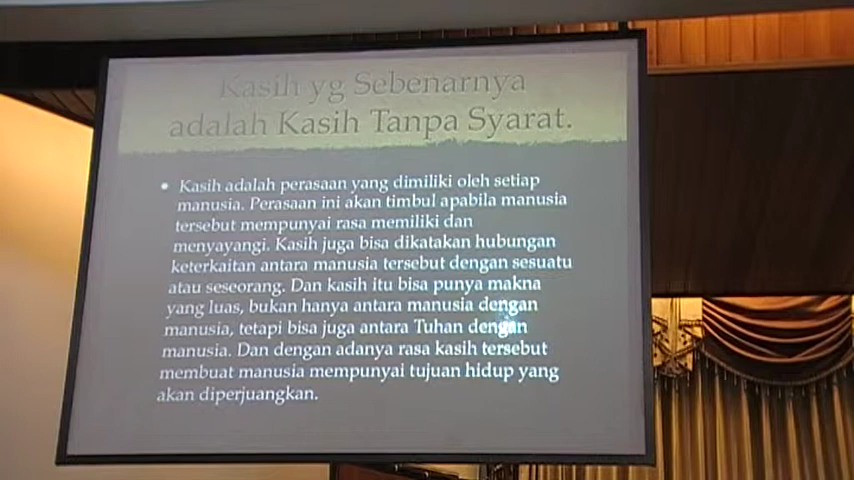 Kasih yg Sebenarnya
adalah Kasih Tanpa Syarat.
• Kasih adalah perasaan yang dimiliki oleh setiap
manusia. Perasaan ini akan timbul apabila manusia
tersebut mempunyai rasa memiliki dan
menyayangi. Kasih juga bisa dikatakan hubungan
keterkaitan antara manusia tersebut dengan sesuatu
atau seseorang. Dan kasih itu bisa punya makna
yang luas, bukan hanya antara manusia dengan
manusia, tetapi bisa juga antara Tuhan dengan
manusia. Dan dengan adanya rasa kasih tersebut
membuat manusia mempunyai tujuan hidup yang
akan diperjuangkan.